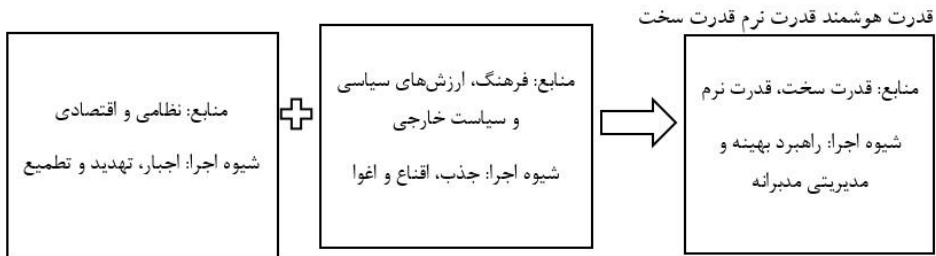 قدرت هوشمند قدرت نرم قدرت سخت
منابع: قدرت سخت، قدرت نرم
شیوه اجرا: راهبرد بهینه و
مدیریتی مدبرانه
منابع: فرهنگ، ارزش‌های سیاسی
و سیاست خارجی
شیوه اجرا: جذب، اقناع و اغوا
منابع: نظامی و اقتصادی
شیوه اجرا: اجبار، تهدید و تطمیع